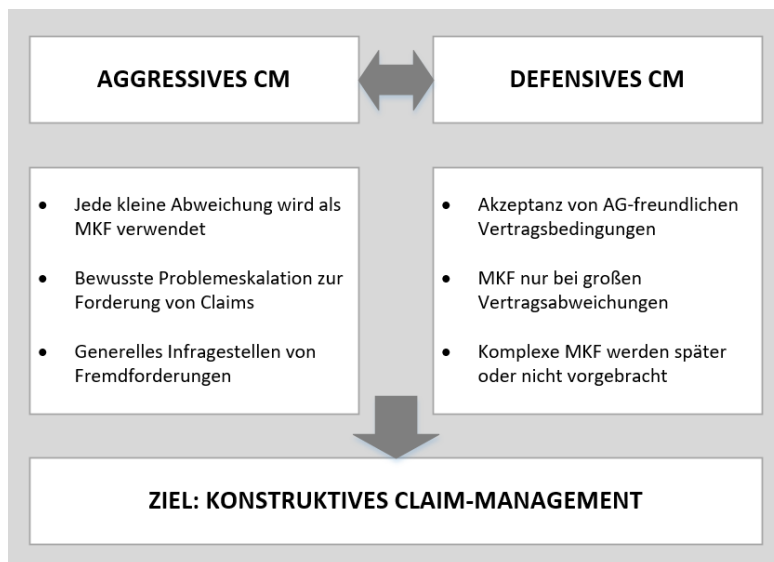 AGGRESSIVES CM
DEFENSIVES CM
• Jede kleine Abweichung wird als
MKF verwendet
• Bewusste Problemeskalation zur
Forderung von Claims
• Generelles Infragestellen von
Fremdforderungen
• Akzeptanz von AG-freundlichen
Vertragsbedingungen
• MKF nur bei großen
Vertragsabweichungen
• Komplexe MKF werden später
oder nicht vorgebracht
ZIEL: KONSTRUKTIVES CLAIM-MANAGEMENT